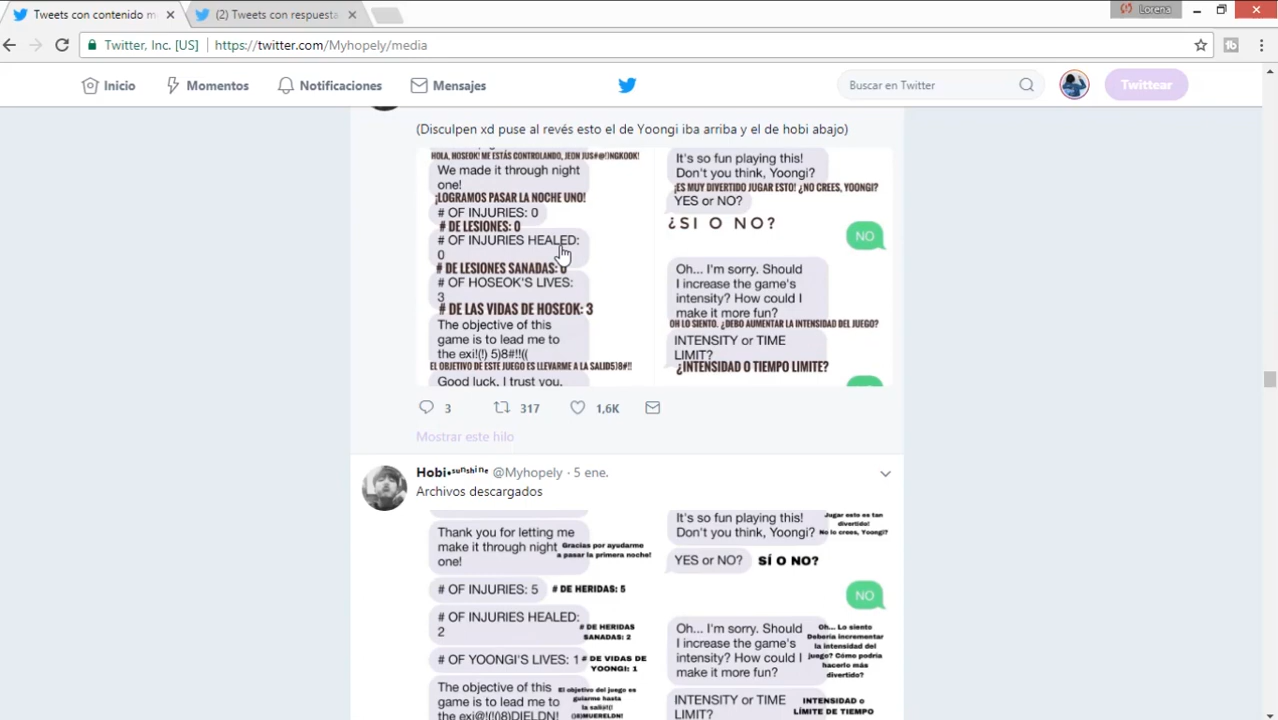 Tweets con contenido m
(2) Tweets con respuesta
Lorena
Twitter, Inc. [US]
https://twitter.com/Myhopely/media
Inicio
Momentos
Notificaciones
Mensajes
Buscar en Twitter
Twittear
(Disculpen xd puse al revés esto el de Yoongi iba arriba y el de hobi abajo)
HOLA, HOSEOK! ME ESTÁS CONTROLANDO, JEON JUS#@!)NGKOOK!
We made it through night
one!
¡LOGRAMOS PASAR LA NOCHE UNO!
# OF INJURIES: 0
# DE LESIONES: 0
# OF INJURIES HEALED:
0
# DE LESIONES SANADAS: 0
# OF HOSEOK'S LIVES:
3
# DE LAS VIDAS DE HOSEOK: 3
The objective of this
game is to lead me to
the exi!(!) 5)8#!!((
EL OBJETIVO DE ESTE JUEGO ES LLEVARME A LA SALID5)8#!!
Good luck, I trust you.
It's so fun playing this!
Don't you think, Yoongi?
¡ES MUY DIVERTIDO JUGAR ESTO! ¿NO CREES, YOONGI?
YES or NO?
¿SI O NO?
NO
Oh... I'm sorry. Should
I increase the game's
intensity? How could I
make it more fun?
OH LO SIENTO. ¿DEBO AUMENTAR LA INTENSIDAD DEL JUEGO?
INTENSITY or TIME
LIMIT?
¿INTENSIDAD O TIEMPO LIMITE?
3
317
1,6K
Mostrar este hilo
Hobi•ˢᵘⁿˢʰⁱⁿᵉ @Myhopely · 5 ene.
Archivos descargados
Thank you for letting me
make it through night
one!
Gracias por ayudarme
a pasar la primera noche!
# OF INJURIES: 5
# DE HERIDAS: 5
# OF INJURIES HEALED:
2
# DE HERIDAS
SANADAS: 2
# OF YOONGI'S LIVES: 1
# DE VIDAS DE
YOONGI: 1
The objective of this
game is to lead me to
the exi@!(!()8)DIELDN!
El objetivo del juego es
guiarme hasta
la sali@!(!
()8)MUERELDN!
It's so fun playing this!
Don't you think, Yoongi?
Jugar esto es tan
divertido!
No lo crees, Yoongi?
YES or NO?
SÍ O NO?
NO
Oh... I'm sorry. Should
I increase the game's
intensity? How could I
make it more fun?
Oh... Lo siento
Debería incrementar
la intensidad del
juego? Cómo podría
hacerlo más
divertido?
INTENSITY or TIME
LIMIT?
INTENSIDAD o
LÍMITE DE TIEMPO